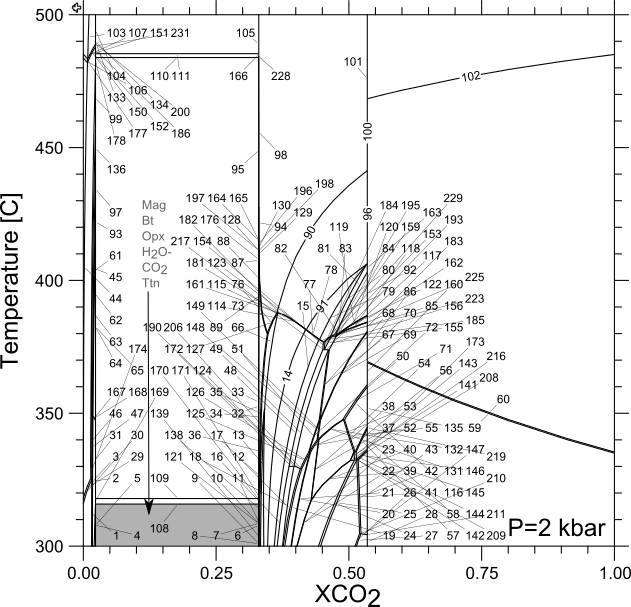 500
103 107 151 231 105
101
104 110 111 166 228
102
106
133 134
150 200
99 152
177 186
178
100
450
136 95 98
198
196
197 164 165
130
129
97 Mag 182 176 128 94
Bt 90 96
184 195 229
163
119 120 159 193
93 Opx 217 154 88 82 81 83 84 118 153 183
117
61 H₂O- 181 123 87 78 80 92 162
CO₂
400
45 Ttn 161 115 76 77 79 86 122 160 225
44 149 114 73 15 91 68 70 85 156 223
62 190 206 148 89 66 67 69 72 155 185
63 174 172 127 49 51 50 71 173
64 65 170 171 124 48 14 54 56 143 216
141 208
350
167 168 169 126 35 33 60
46 47 139 125 34 32 38 53
31 30 138 36 17 13 37 52 55 135 59
3 29 121 18 16 12 23 40 43 132 147 219
2 5 109 9 10 11 22 39 42 131 146 210
21 26 41 116 145
108 20 25 28 58 144 211
1 4 8 7 6 19 24 27 57 142 209
P=2 kbar
300
0.00 0.25 0.50 0.75 1.00
XCO₂
Temperature [C]